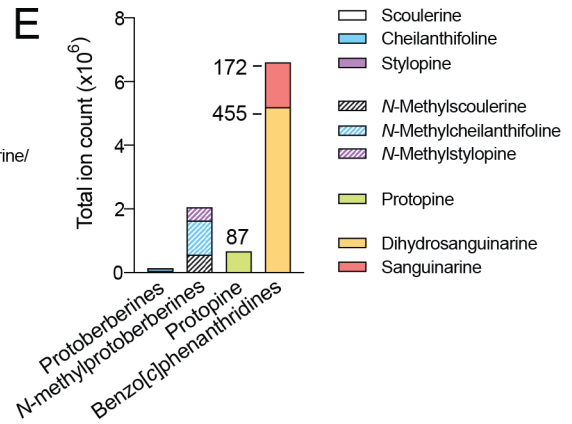 E
rine/
Total ion count (x10⁶)
8
6
4
2
0
172
455
87
Protoberberines
N-methylprotoberberines
Protopine
Benzo[c]phenanthridines
Scoulerine
Cheilanthifoline
Stylopine
N-Methylscoulerine
N-Methylcheilanthifoline
N-Methylstylopine
Protopine
Dihydrosanguinarine
Sanguinarine